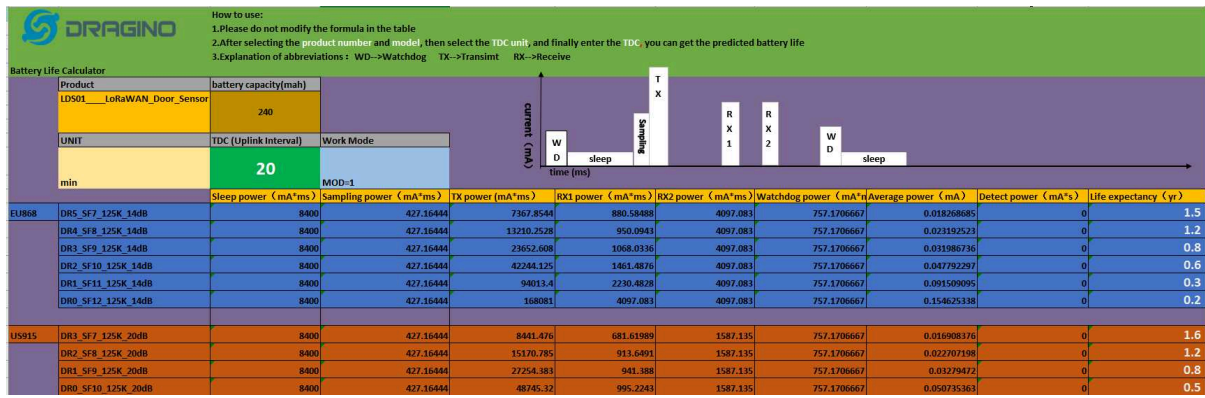 DRAGINO
How to use:
1.Please do not modify the formula in the table
2.After selecting the product number and model, then select the TDC unit, and finally enter the TDC, you can get the predicted battery life
3.Explanation of abbreviations： WD-->Watchdog TX-->Transimt RX-->Receive
Battery Life Calculator
Product battery capacity(mah)
LDS01____LoRaWAN_Door_Sensor 240
UNIT TDC (Uplink Interval) Work Mode
min 20 MOD=1
current (mA)
WD
sleep
Sampling
TX
RX1
RX2
WD
sleep
time (ms)
Sleep power（mA*ms） Sampling power（mA*ms） TX power (mA*ms） RX1 power（mA*ms） RX2 power（mA*ms） Watchdog power（mA*n Average power（mA） Detect power（mA*s） Life expectancy（yr）
EU868 DR5_SF7_125K_14dB 8400 427.16444 7367.8544 880.58488 4097.083 757.1706667 0.018268685 0 1.5
DR4_SF8_125K_14dB 8400 427.16444 13210.2528 950.0943 4097.083 757.1706667 0.023192523 0 1.2
DR3_SF9_125K_14dB 8400 427.16444 23652.608 1068.0336 4097.083 757.1706667 0.031986736 0 0.8
DR2_SF10_125K_14dB 8400 427.16444 42244.125 1461.4876 4097.083 757.1706667 0.047792297 0 0.6
DR1_SF11_125K_14dB 8400 427.16444 94013.4 2230.4828 4097.083 757.1706667 0.091509095 0 0.3
DR0_SF12_125K_14dB 8400 427.16444 168081 4097.083 4097.083 757.1706667 0.154625338 0 0.2
US915 DR3_SF7_125K_20dB 8400 427.16444 8441.476 681.61989 1587.135 757.1706667 0.016908376 0 1.6
DR2_SF8_125K_20dB 8400 427.16444 15170.785 913.6491 1587.135 757.1706667 0.022707198 0 1.2
DR1_SF9_125K_20dB 8400 427.16444 27254.383 941.388 1587.135 757.1706667 0.03279472 0 0.8
DR0_SF10_125K_20dB 8400 427.16444 48745.32 995.2243 1587.135 757.1706667 0.050735363 0 0.5